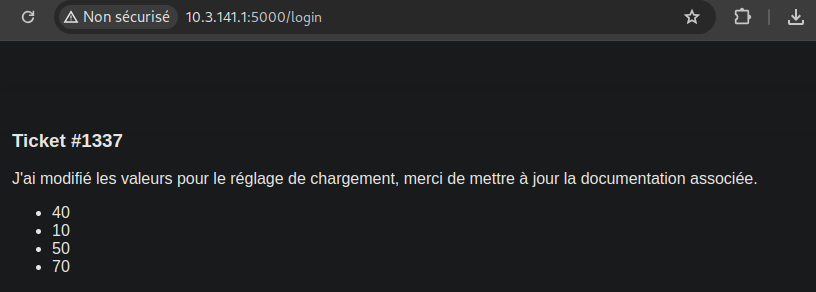 Non sécurisé 10.3.141.1:5000/login
Ticket #1337
J'ai modifié les valeurs pour le réglage de chargement, merci de mettre à jour la documentation associée.
• 40
• 10
• 50
• 70